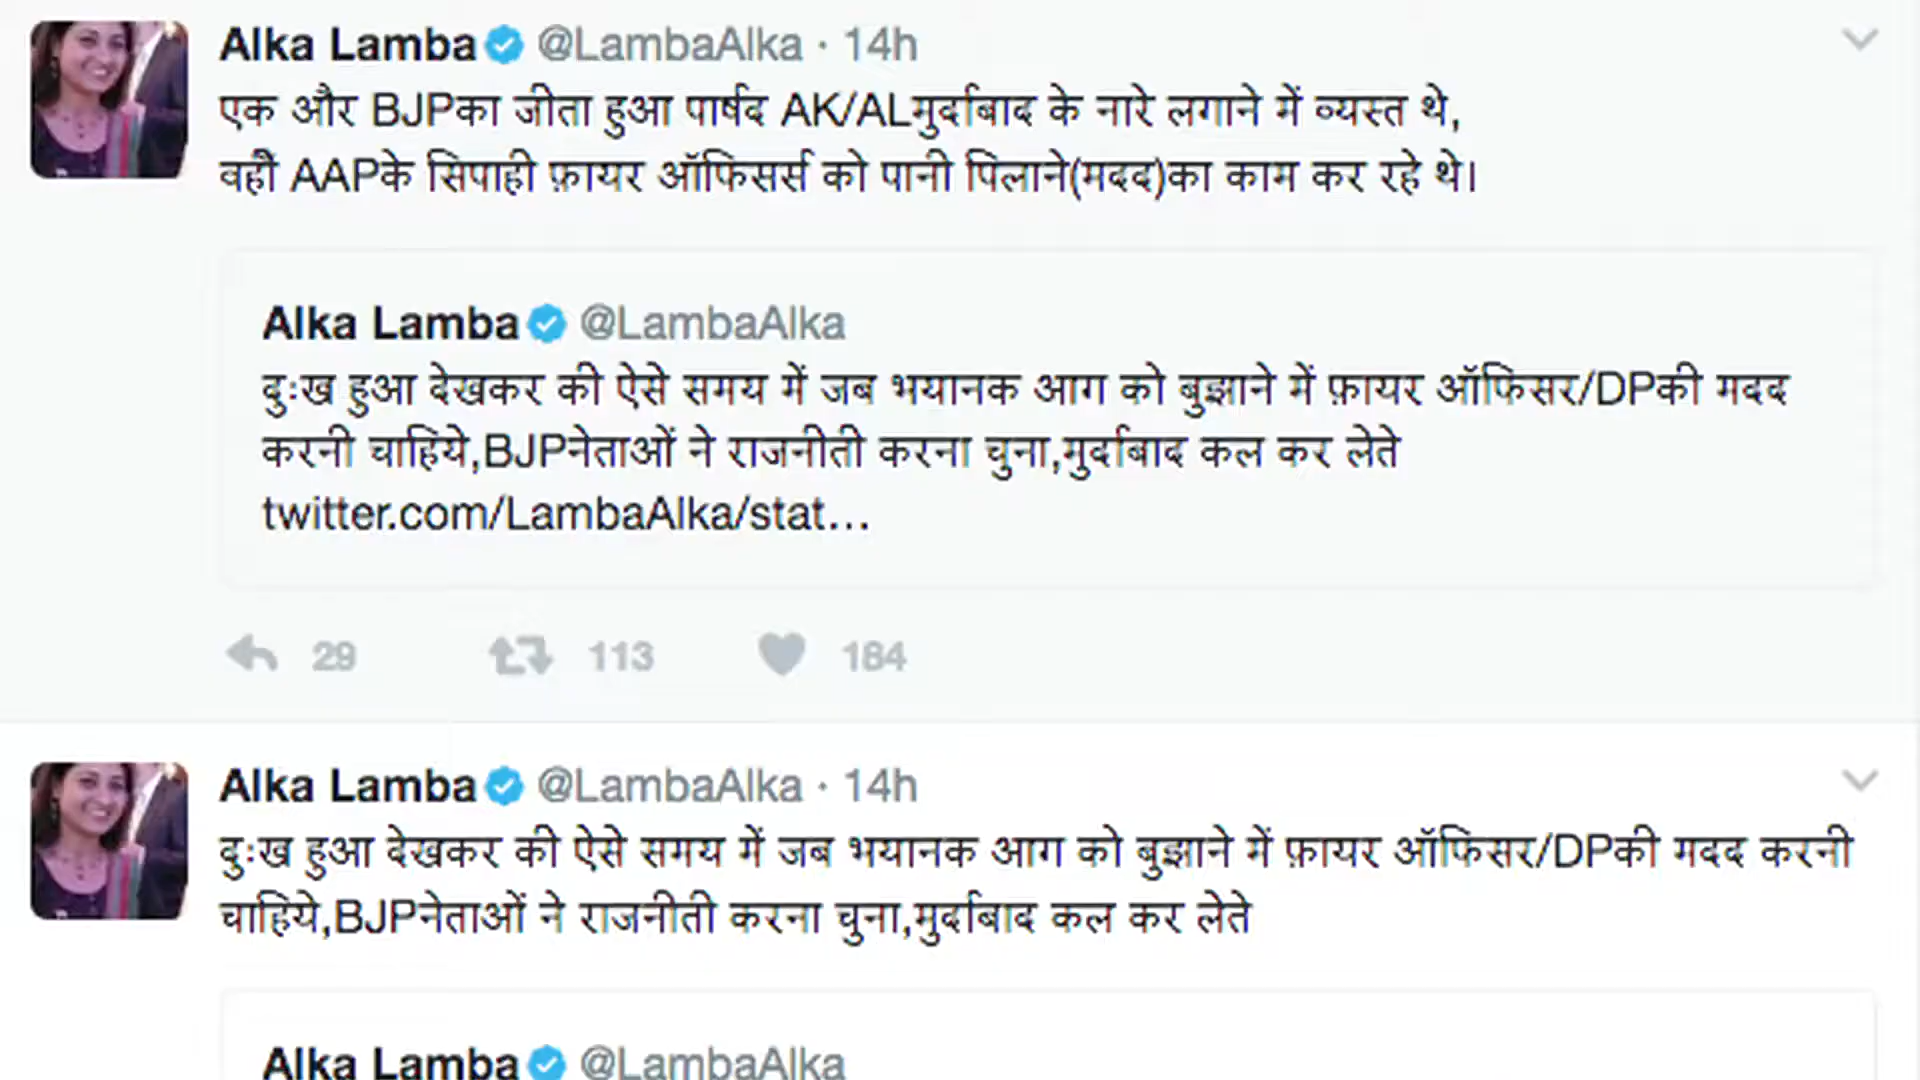 Alka Lamba @LambaAlka · 14h
एक और BJPका जीता हुआ पार्षद AK/ALमुर्दाबाद के नारे लगाने में व्यस्त थे,
वहीं AAPके सिपाही फ़ायर ऑफिसर्स को पानी पिलाने(मदद)का काम कर रहे थे।
Alka Lamba @LambaAlka
दुःख हुआ देखकर की ऐसे समय में जब भयानक आग को बुझाने में फ़ायर ऑफिसर/DPकी मदद
करनी चाहिये,BJPनेताओं ने राजनीती करना चुना,मुर्दाबाद कल कर लेते
twitter.com/LambaAlka/stat...
29 113 184
Alka Lamba @LambaAlka · 14h
दुःख हुआ देखकर की ऐसे समय में जब भयानक आग को बुझाने में फ़ायर ऑफिसर/DPकी मदद करनी
चाहिये,BJPनेताओं ने राजनीती करना चुना,मुर्दाबाद कल कर लेते
Alka Lamba @LambaAlka